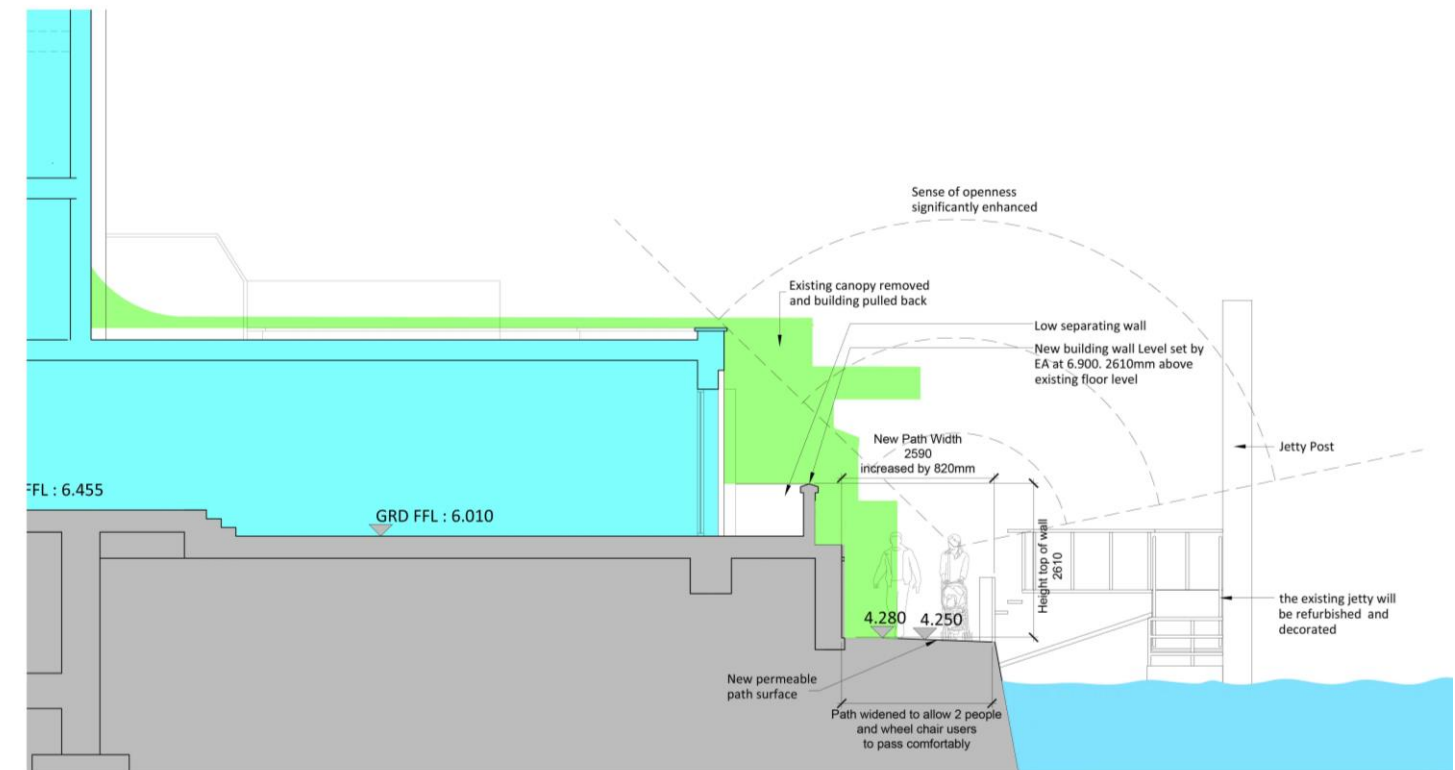 Sense of openness
significantly enhanced
Existing canopy removed
and building pulled back
Low separating wall
New building wall Level set by
EA at 6.900. 2610mm above
existing floor level
New Path Width
2590
increased by 820mm
Jetty Post
FFL : 6.455
GRD FFL : 6.010
Height top of wall
2610
4.280
4.250
the existing jetty will
be refurbished and
decorated
New permeable
path surface
Path widened to allow 2 people
and wheel chair users
to pass comfortably